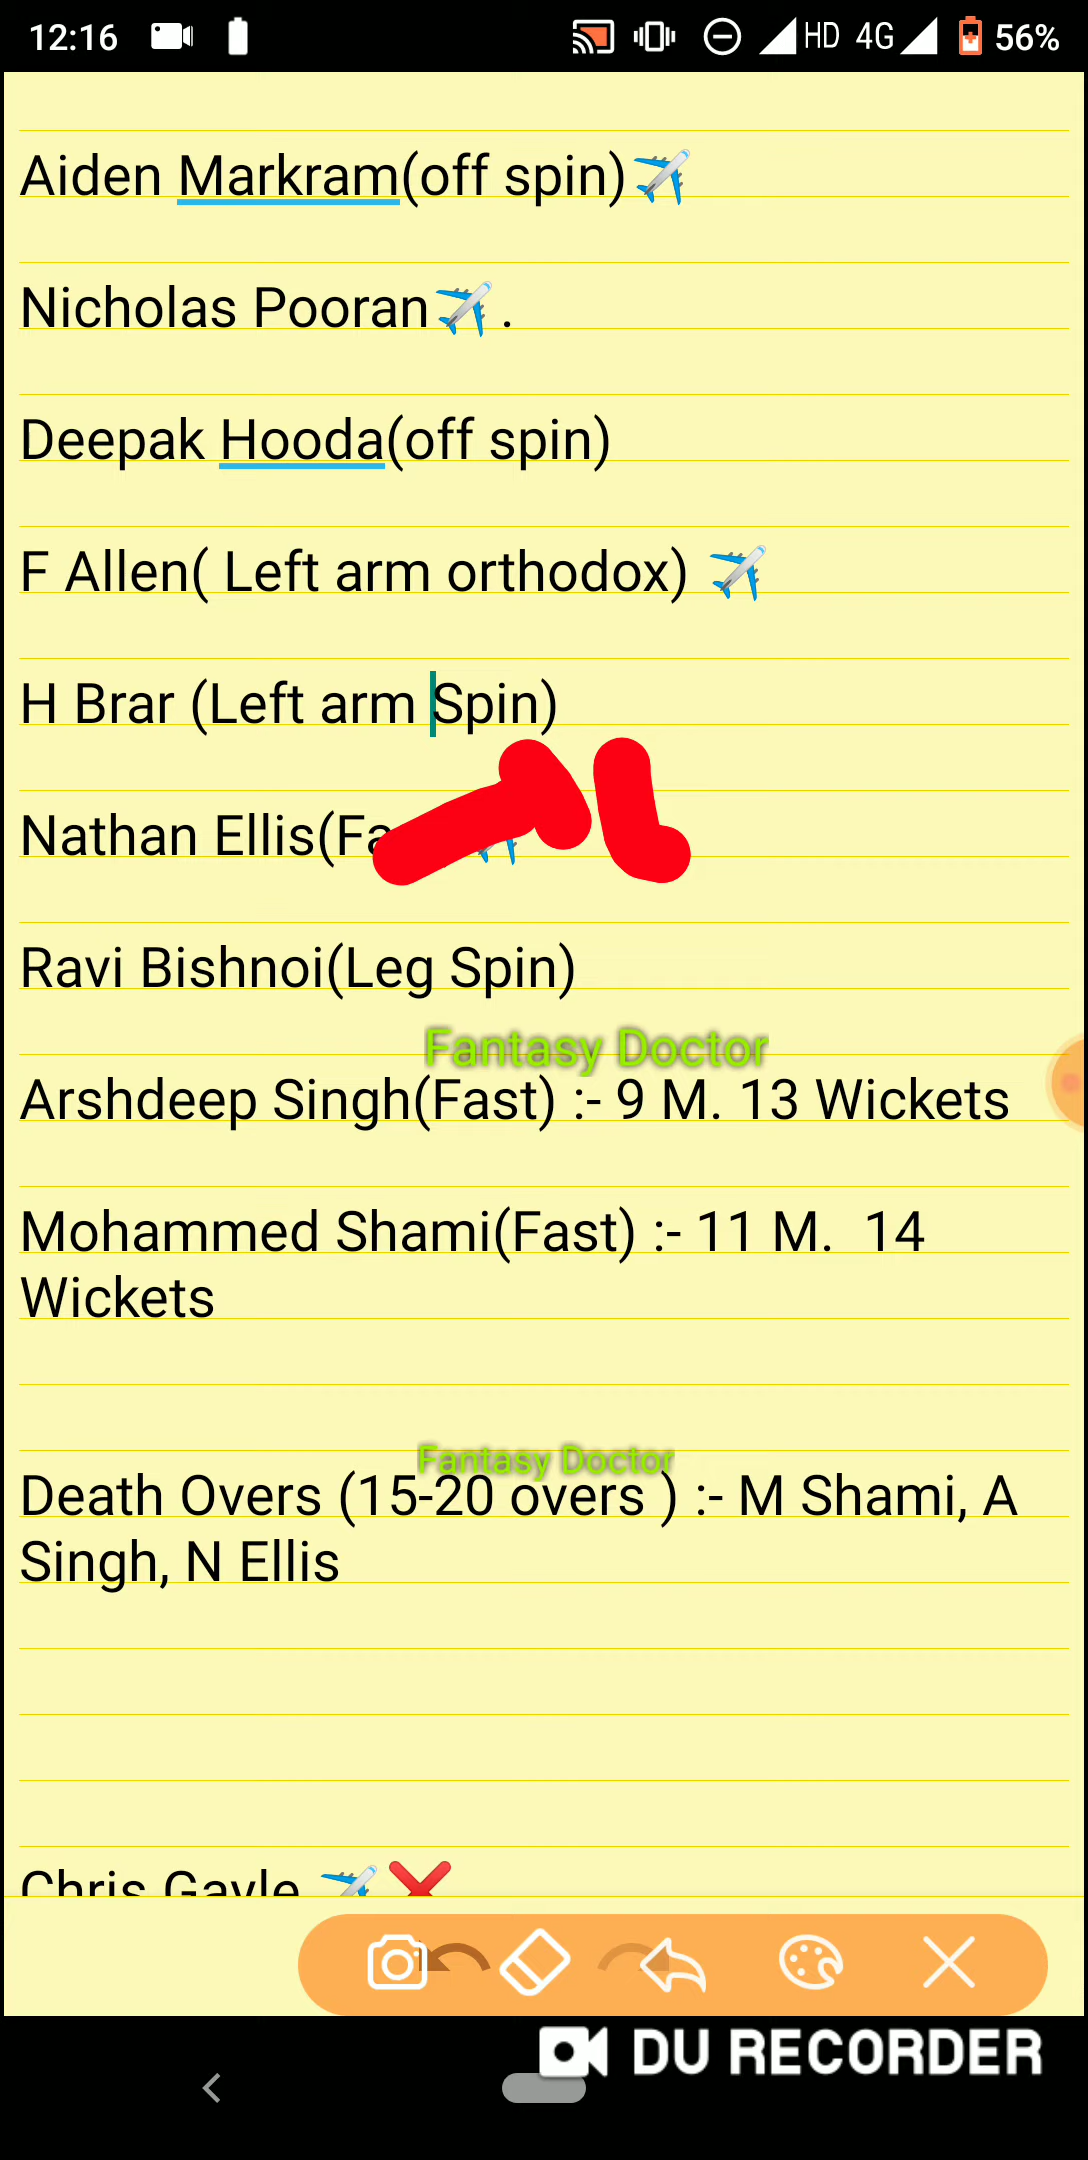 12:16 HD 4G 56%
Aiden Markram(off spin)✈️
Nicholas Pooran✈️.
Deepak Hooda(off spin)
F Allen( Left arm orthodox) ✈️
H Brar (Left arm Spin)
Nathan Ellis(Fa ✈️
Ravi Bishnoi(Leg Spin)
Fantasy Doctor
Arshdeep Singh(Fast) :- 9 M. 13 Wickets
Mohammed Shami(Fast) :- 11 M. 14
Wickets
Fantasy Doctor
Death Overs (15-20 overs ) :- M Shami, A
Singh, N Ellis
Chris Gayle ✈️❌
DU RECORDER